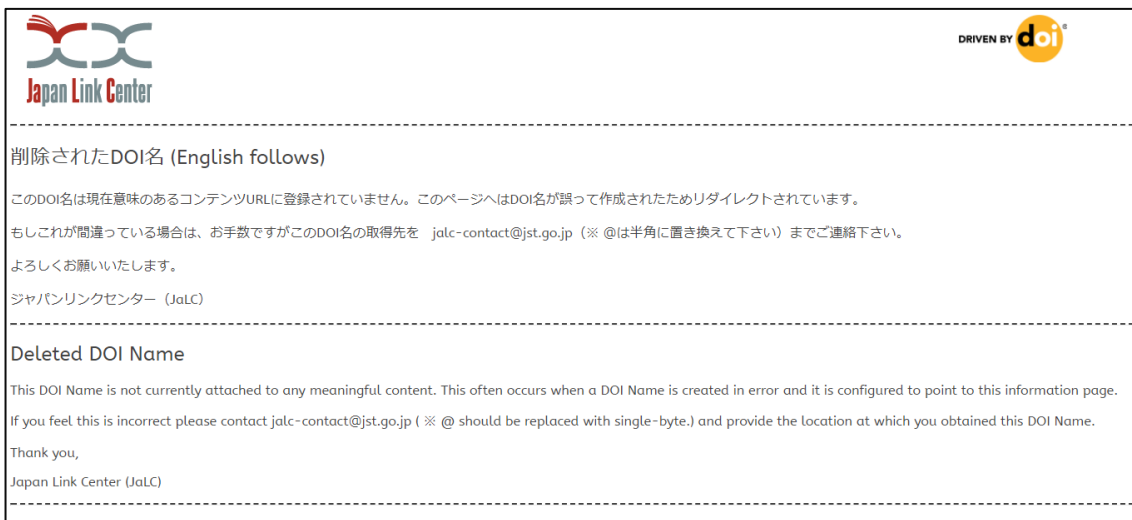 Japan Link Center
DRIVEN BY doi®
削除されたDOI名 (English follows)
このDOI名は現在意味のあるコンテンツURLに登録されていません。このページへはDOI名が誤って作成されたためリダイレクトされています。
もしこれが間違っている場合は、お手数ですがこのDOI名の取得先を　jalc-contact@jst.go.jp（※ @は半角に置き換えて下さい）までご連絡下さい。
よろしくお願いいたします。
ジャパンリンクセンター（JaLC）
Deleted DOI Name
This DOI Name is not currently attached to any meaningful content. This often occurs when a DOI Name is created in error and it is configured to point to this information page.
If you feel this is incorrect please contact jalc-contact@jst.go.jp ( ※ @ should be replaced with single-byte.) and provide the location at which you obtained this DOI Name.
Thank you,
Japan Link Center (JaLC)